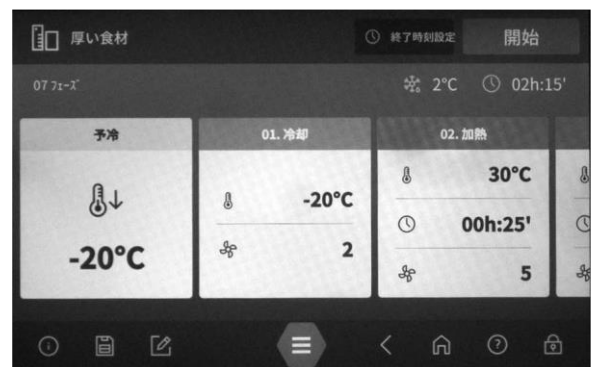 厚い食材
終了時刻設定
開始
07 フェーズ
2°C
02h:15'
予冷
01. 冷却
02. 加熱
-20°C
-20°C
2
30°C
00h:25'
5